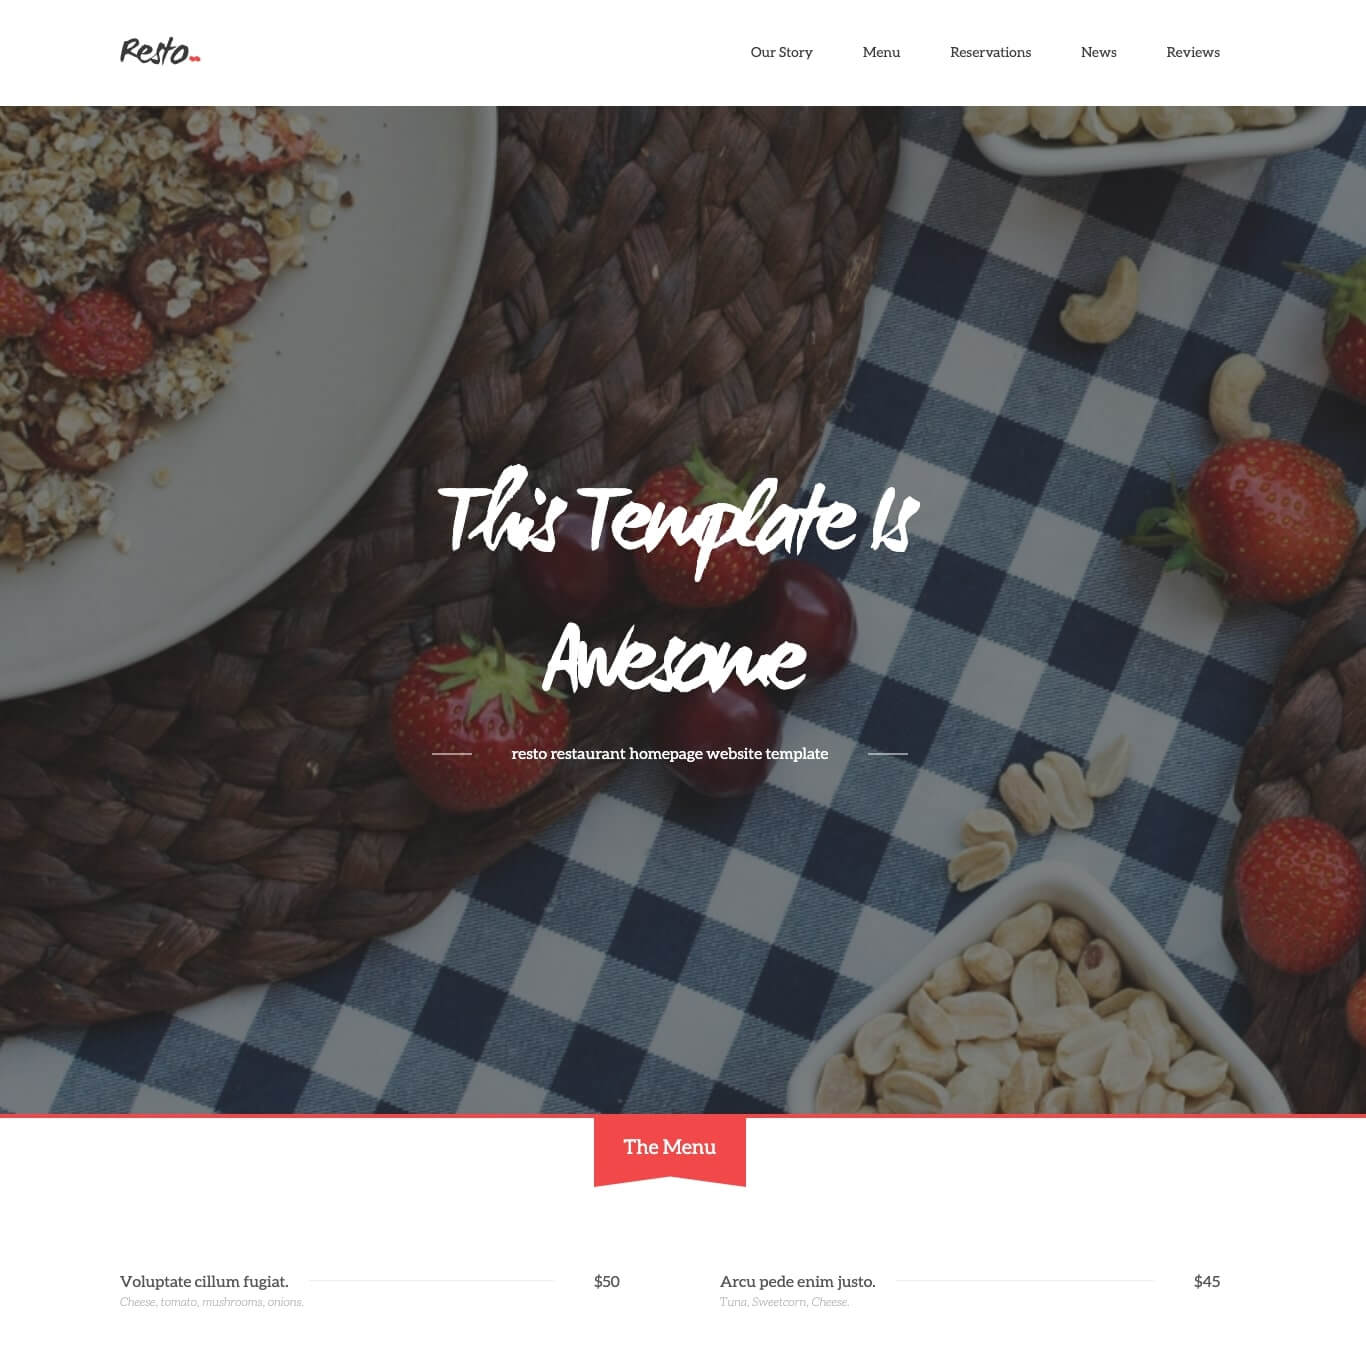 Resto
Our Story Menu Reservations News Reviews
This Template Is
Awesome
resto restaurant homepage website template
The Menu
Voluptate cillum fugiat. $50
Cheese, tomato, mushrooms, onions.
Arcu pede enim justo. $45
Tuna, Sweetcorn, Cheese.